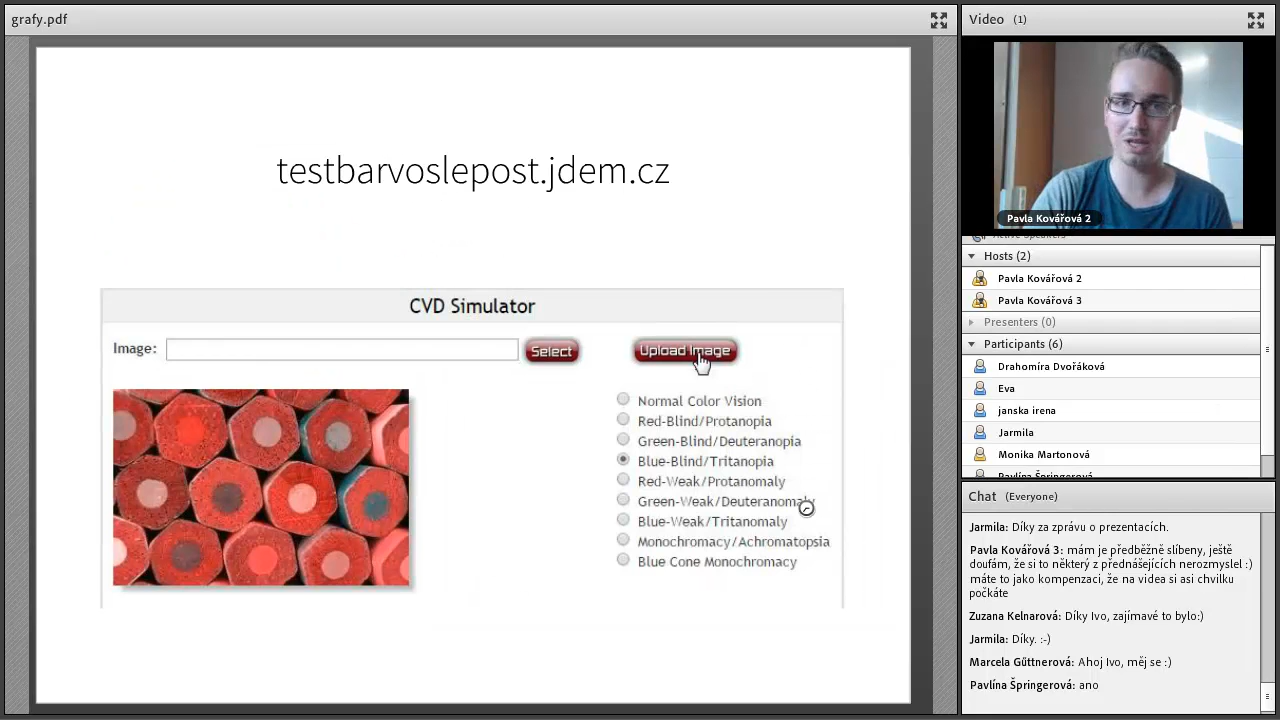 grafy.pdf
testbarvoslepost.jdem.cz
CVD Simulator
Image:
Select
Upload Image
Normal Color Vision
Red-Blind/Protanopia
Green-Blind/Deuteranopia
Blue-Blind/Tritanopia
Red-Weak/Protanomaly
Green-Weak/Deuteranomaly
Blue-Weak/Tritanomaly
Monochromacy/Achromatopsia
Blue Cone Monochromacy
Video (1)
Pavla Kovářová 2
Active Speakers
Hosts (2)
Pavla Kovářová 2
Pavla Kovářová 3
Presenters (0)
Participants (6)
Drahomíra Dvořáková
Eva
janska irena
Jarmila
Monika Martonová
Pavlína Špringerová
Chat (Everyone)
Jarmila: Díky za zprávu o prezentacích.
Pavla Kovářová 3: mám je předběžně slíbeny, ještě
doufám, že si to některý z přednášejících nerozmyslel :)
máte to jako kompenzaci, že na videa si asi chvilku
počkáte
Zuzana Kelnarová: Díky Ivo, zajímavé to bylo:)
Jarmila: Díky. :-)
Marcela Gűttnerová: Ahoj Ivo, měj se :)
Pavlína Špringerová: ano